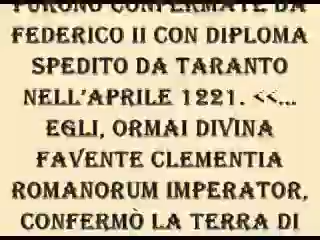 FURONO CONFERMATE DA
FEDERICO II CON DIPLOMA
SPEDITO DA TARANTO
NELL'APRILE 1221. <<...
EGLI, ORMAI DIVINA
FAVENTE CLEMENTIA
ROMANORUM IMPERATOR,
CONFERMÒ LA TERRA DI